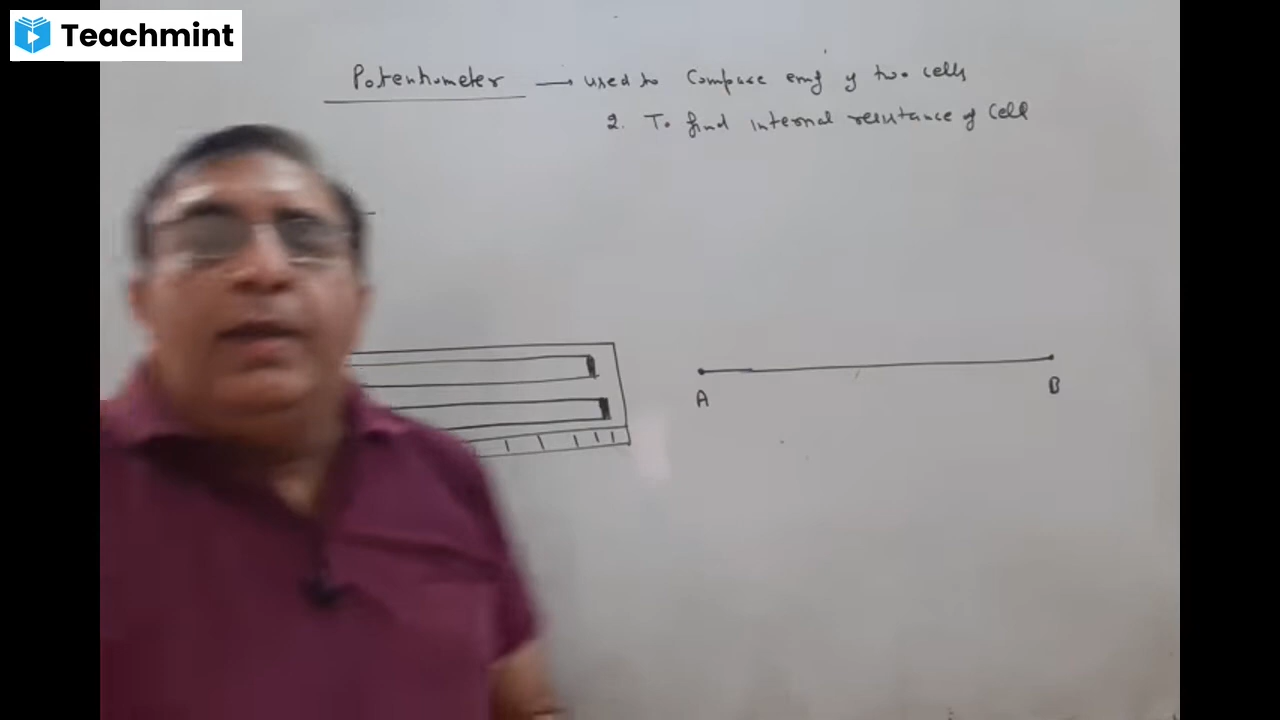 Teachmint
Potentiometer → used to Compare emf of two cells
2. To find internal resistance of Cell
A
B